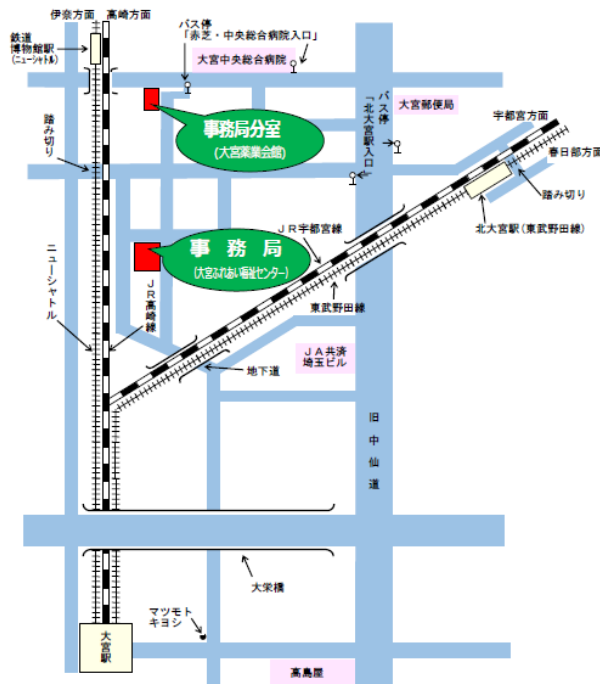 伊奈方面 高崎方面
鉄道
博物館駅
(ニューシャトル)
バス停
「赤芝・中央総合病院入口」
大宮中央総合病院
バス停
「北大宮駅入口」
大宮郵便局
宇都宮方面
春日部方面
踏み切り
北大宮駅(東武野田線)
事務局分室
(大宮薬業会館)
踏み切り
事務局
(大宮ふれあい福祉センター)
JR宇都宮線
東武野田線
ニューシャトル
JR高崎線
地下道
JA共済
埼玉ビル
旧中仙道
大栄橋
マツモト
キヨシ
大宮駅
高島屋